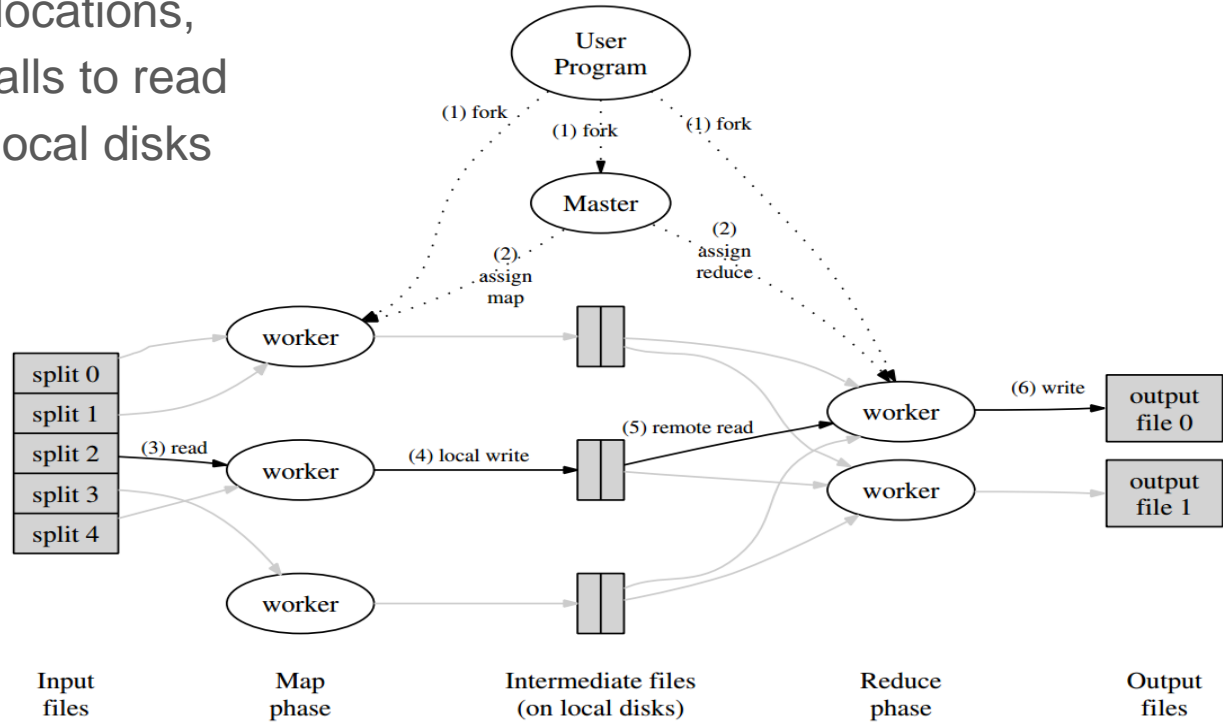 locations,
alls to read
local disks
User
Program
(1) fork
(1) fork
(1) fork
Master
(2)
assign
map
(2)
assign
reduce
worker
split 0
split 1
split 2
split 3
split 4
(3) read
worker
(4) local write
(5) remote read
worker
(6) write
output
file 0
worker
output
file 1
worker
Input
files
Map
phase
Intermediate files
(on local disks)
Reduce
phase
Output
files